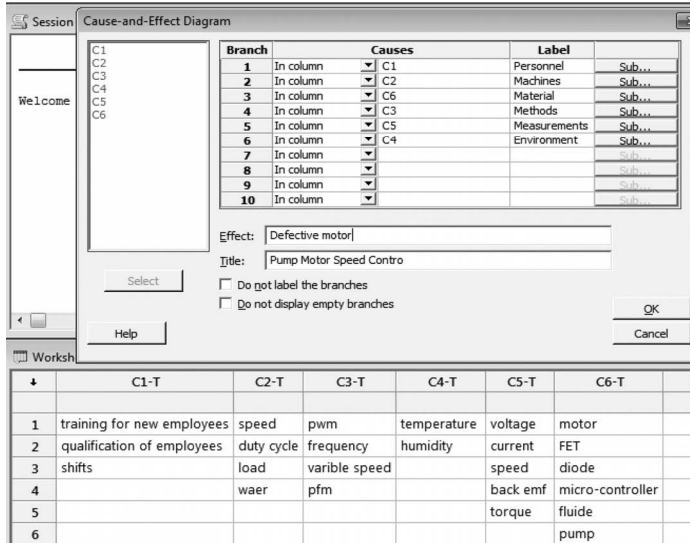 Session
Cause-and-Effect Diagram
Welcome
C1
C2
C3
C4
C5
C6
Branch Causes Label
1 In column C1 Personnel Sub...
2 In column C2 Machines Sub...
3 In column C6 Material Sub...
4 In column C3 Methods Sub...
5 In column C5 Measurements Sub...
6 In column C4 Environment Sub...
7 In column Sub...
8 In column Sub...
9 In column Sub...
10 In column Sub...
Effect: Defective motor
Title: Pump Motor Speed Contro
Select
Do not label the branches
Do not display empty branches
OK
Help
Cancel
Worksh
C1-T C2-T C3-T C4-T C5-T C6-T
1 training for new employees speed pwm temperature voltage motor
2 qualification of employees duty cycle frequency humidity current FET
3 shifts load varible speed speed diode
4 waer pfm back emf micro-controller
5 torque fluide
6 pump